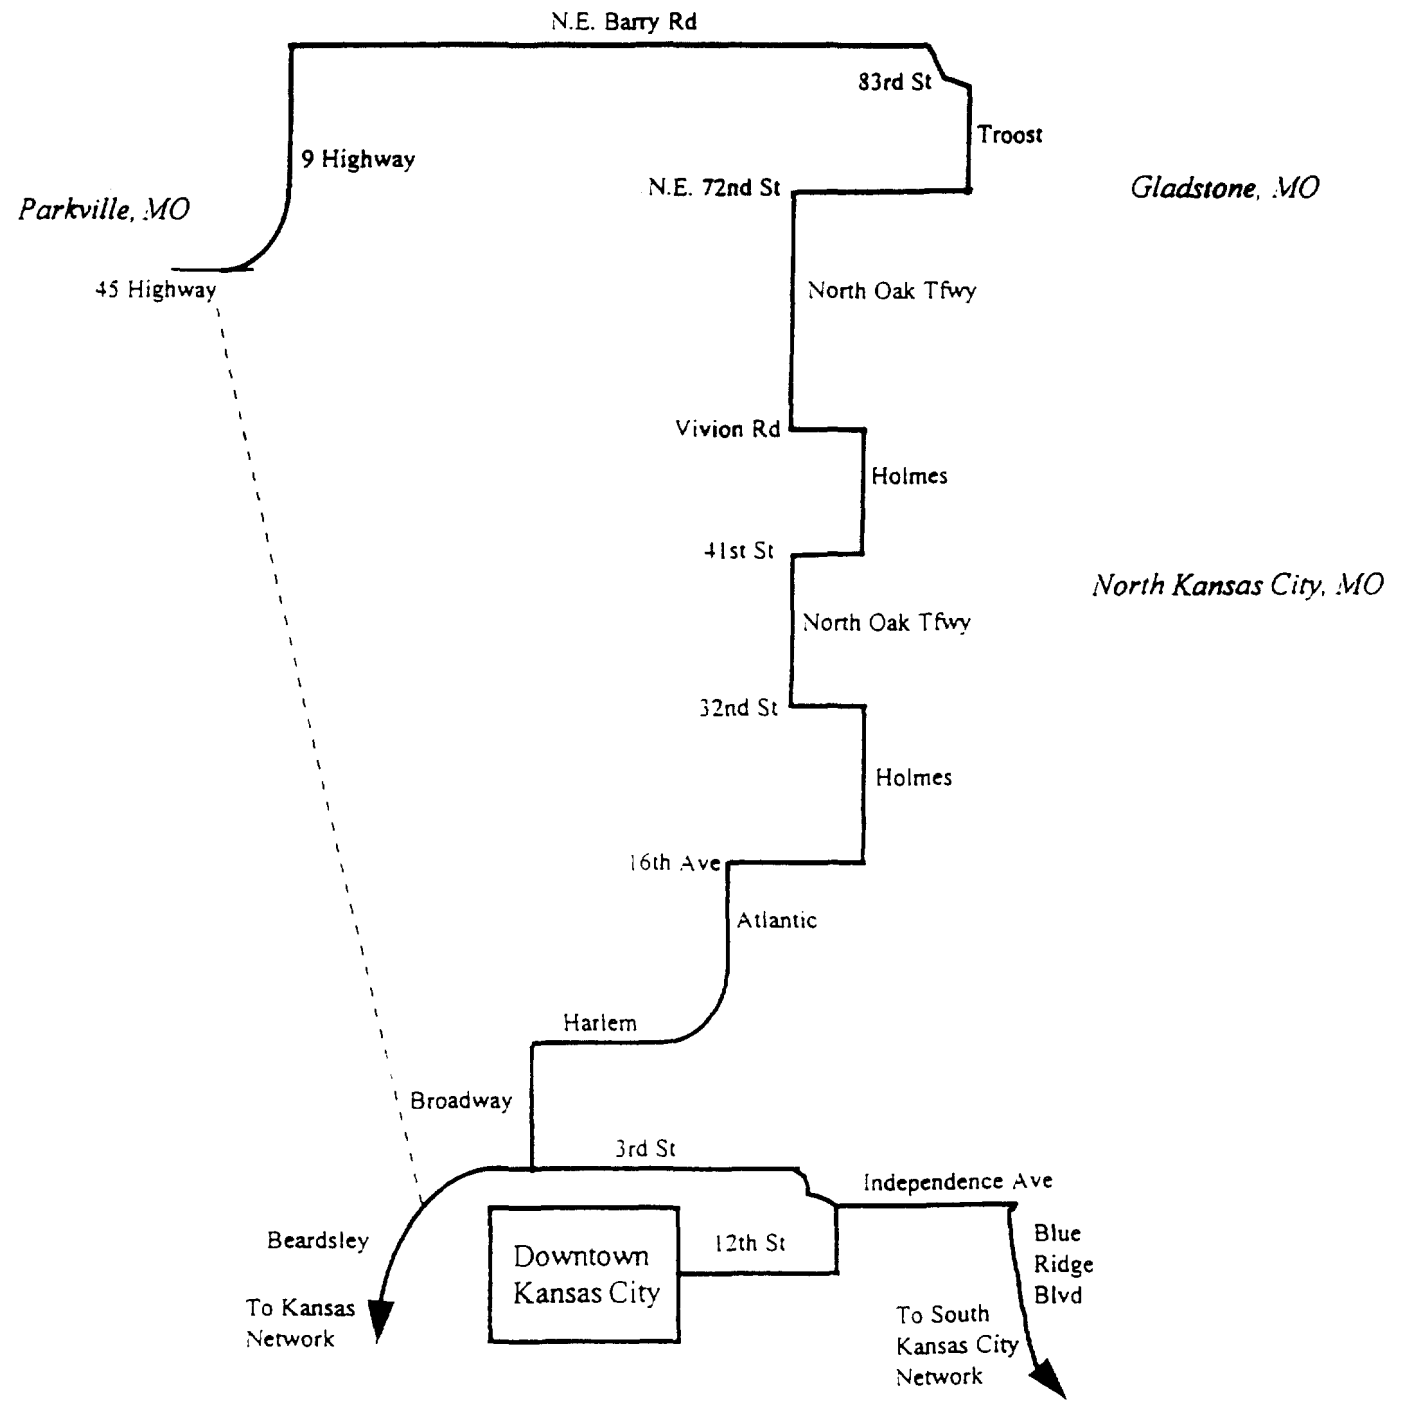 N.E. Barry Rd
83rd St
Troost
9 Highway
N.E. 72nd St
Gladstone, MO
Parkville, MO
45 Highway
North Oak Tfwy
Vivion Rd
Holmes
41st St
North Kansas City, MO
North Oak Tfwy
32nd St
Holmes
16th Ave
Atlantic
Harlem
Broadway
3rd St
Independence Ave
Beardsley
12th St
Downtown
Kansas City
Blue
Ridge
Blvd
To Kansas
Network
To South
Kansas City
Network